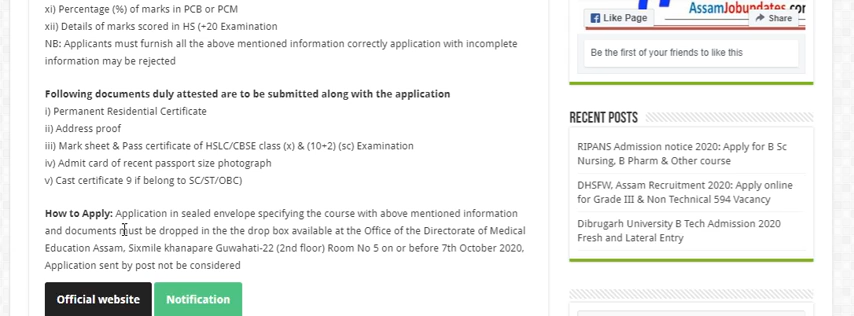 xi) Percentage (%) of marks in PCB or PCM
xii) Details of marks scored in HS (+20 Examination
NB: Applicants must furnish all the above mentioned information correctly application with incomplete
information may be rejected
Following documents duly attested are to be submitted along with the application
i) Permanent Residential Certificate
ii) Address proof
iii) Mark sheet & Pass certificate of HSLC/CBSE class (x) & (10+2) (sc) Examination
iv) Admit card of recent passport size photograph
v) Cast certificate 9 if belong to SC/ST/OBC)
How to Apply: Application in sealed envelope specifying the course with above mentioned information
and documents must be dropped in the the drop box available at the Office of the Directorate of Medical
Education Assam, Sixmile khanapare Guwahati-22 (2nd floor) Room No 5 on or before 7th October 2020,
Application sent by post not be considered
Official website
Notification
AssamJobupdates.com
Like Page
Share
Be the first of your friends to like this
RECENT POSTS
RIPANS Admission notice 2020: Apply for B Sc
Nursing, B Pharm & Other course
DHSFW, Assam Recruitment 2020: Apply online
for Grade III & Non Technical 594 Vacancy
Dibrugarh University B Tech Admission 2020
Fresh and Lateral Entry